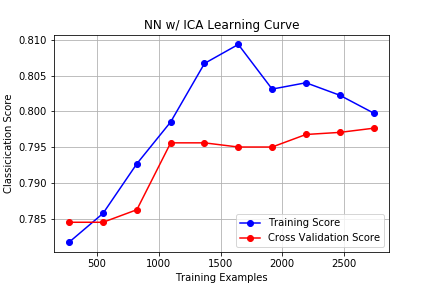 NN w/ ICA Learning Curve
0.810
0.805
0.800
0.795
0.790
0.785
Classicication Score
Training Score
Cross Validation Score
500
1000
1500
2000
2500
Training Examples